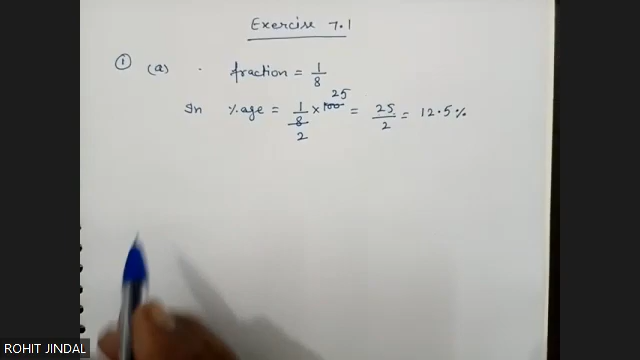 Exercise 7.1
① (a) . fraction = 1/8
In %age = 1/8 × 100 25 2 = 25/2 = 12.5%
ROHIT JINDAL